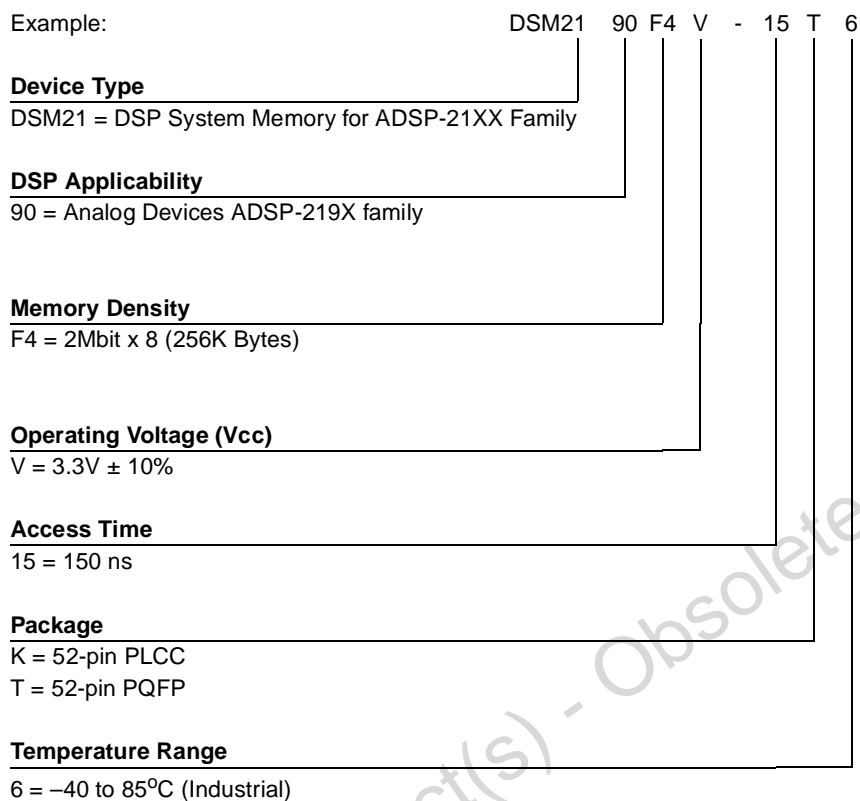 Example: DSM21 90 F4 V - 15 T 6
Device Type
DSM21 = DSP System Memory for ADSP-21XX Family
DSP Applicability
90 = Analog Devices ADSP-219X family
Memory Density
F4 = 2Mbit x 8 (256K Bytes)
Operating Voltage (Vcc)
V = 3.3V ± 10%
Access Time
15 = 150 ns
Package
K = 52-pin PLCC
T = 52-pin PQFP
Temperature Range
6 = –40 to 85°C (Industrial)
ct(s) - Obsolete